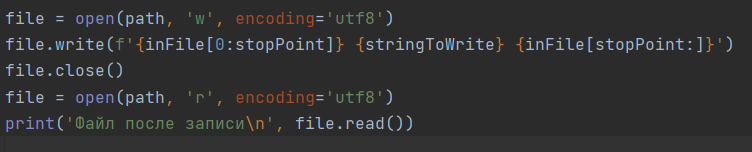 file = open(path, 'w', encoding='utf8')
file.write(f'{inFile[0:stopPoint]} {stringToWrite} {inFile[stopPoint:]}')
file.close()
file = open(path, 'r', encoding='utf8')
print('Файл после записи\n', file.read())